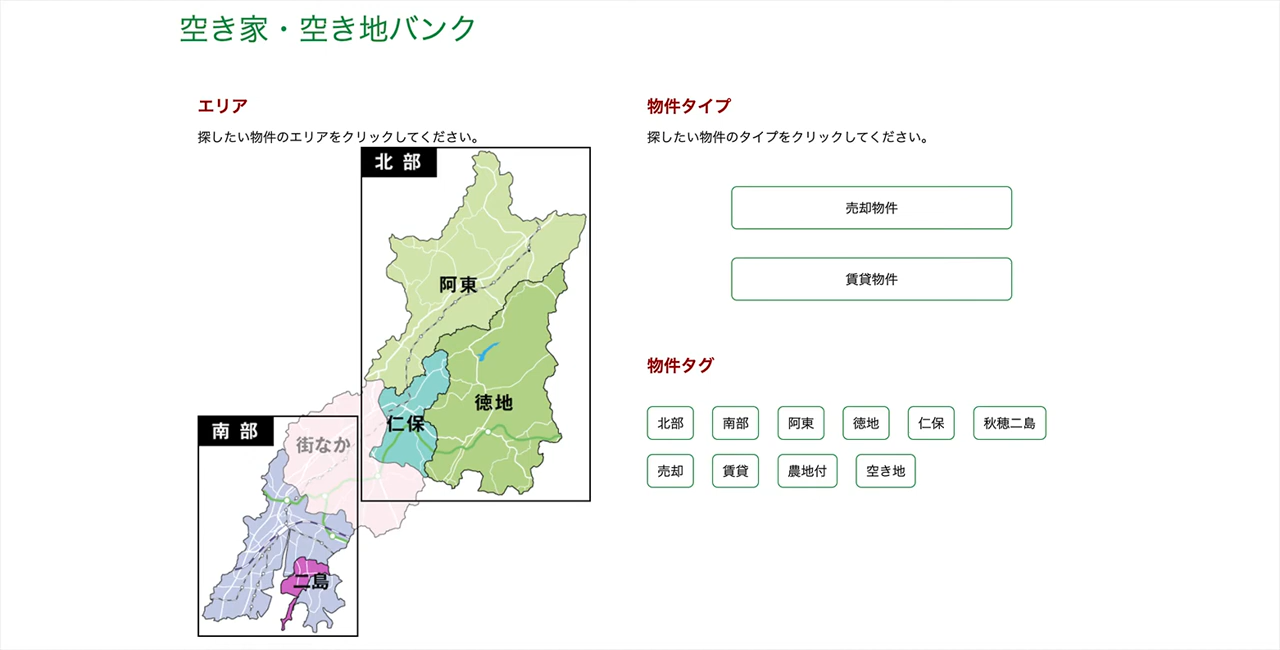 空き家・空き地バンク
エリア
探したい物件のエリアをクリックしてください。
北部
阿東
徳地
仁保
南部
街なか
二島
物件タイプ
探したい物件のタイプをクリックしてください。
売却物件
賃貸物件
物件タグ
北部 南部 阿東 徳地 仁保 秋穂二島
売却 賃貸 農地付 空き地